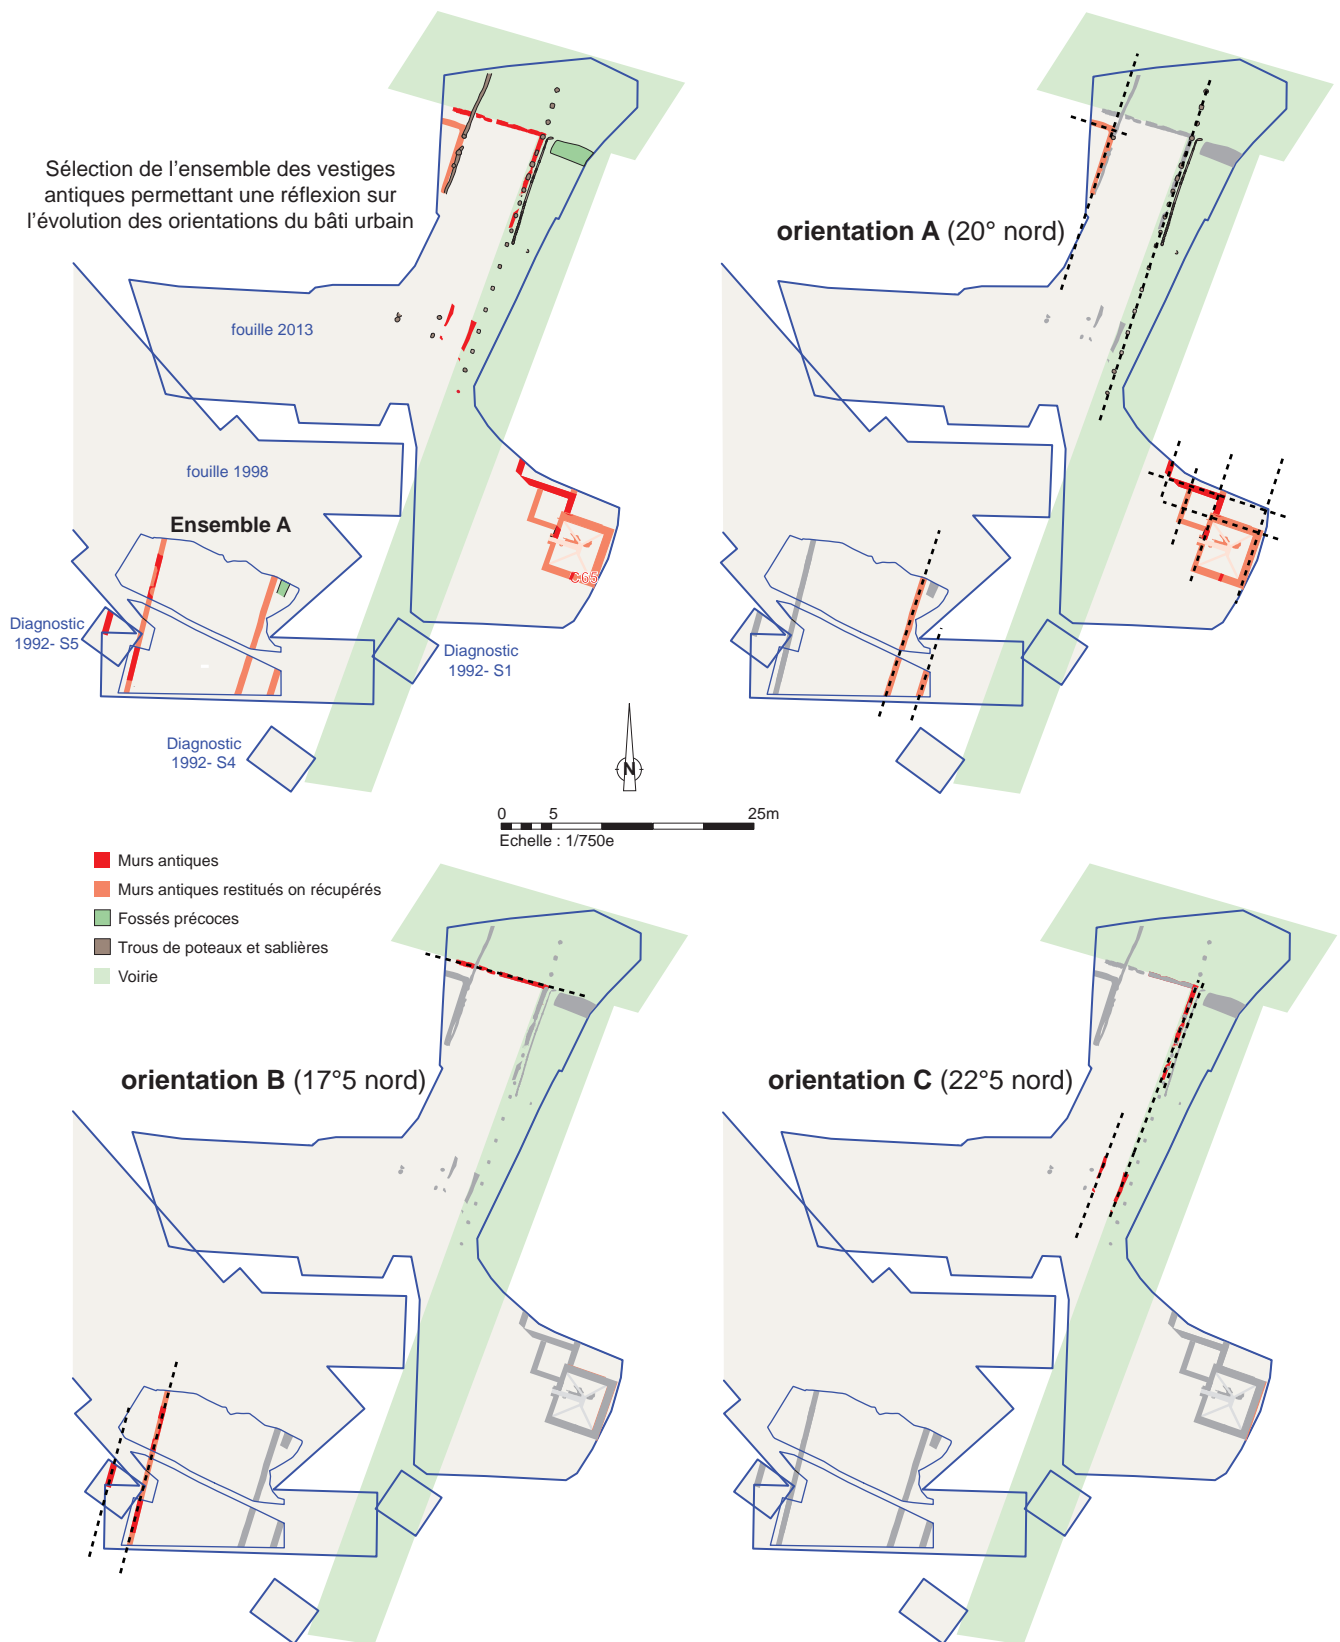 Sélection de l'ensemble des vestiges
antiques permettant une réflexion sur
l'évolution des orientations du bâti urbain
orientation A (20° nord)
fouille 2013
fouille 1998
Ensemble A
C65
Diagnostic
1992- S5
Diagnostic
1992- S1
Diagnostic
1992- S4
N
0 5 25m
Echelle : 1/750e
Murs antiques
Murs antiques restitués on récupérés
Fossés précoces
Trous de poteaux et sablières
Voirie
orientation B (17°5 nord)
orientation C (22°5 nord)